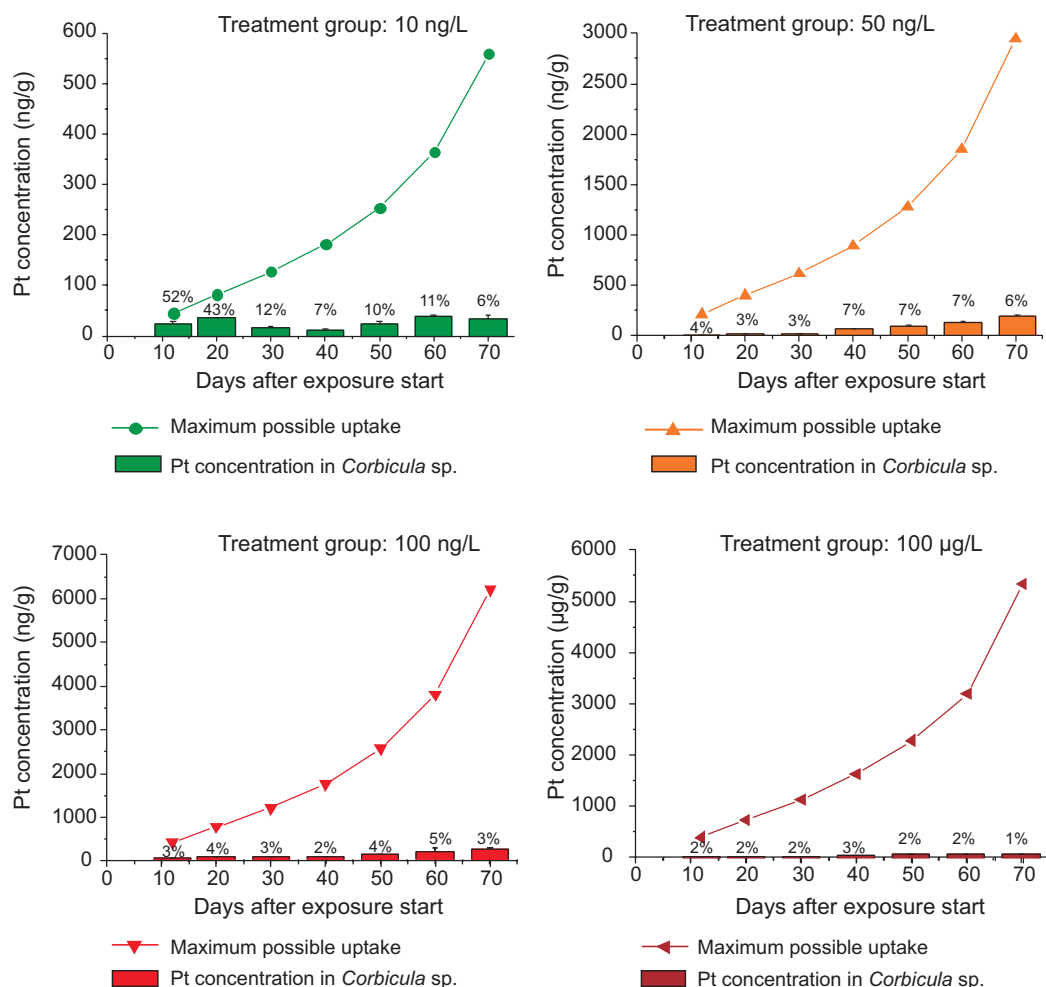 Treatment group: 10 ng/L
Pt concentration (ng/g)
600
500
400
300
200
100
0
52%
43%
12%
7%
10%
11%
6%
0 10 20 30 40 50 60 70
Days after exposure start
Maximum possible uptake
Pt concentration in Corbicula sp.
Treatment group: 50 ng/L
Pt concentration (ng/g)
3000
2500
2000
1500
1000
500
0
4%
3%
3%
7%
7%
7%
6%
0 10 20 30 40 50 60 70
Days after exposure start
Maximum possible uptake
Pt concentration in Corbicula sp.
Treatment group: 100 ng/L
Pt concentration (ng/g)
7000
6000
4000
3000
2000
1000
0
3%
4%
3%
2%
4%
5%
3%
0 10 20 30 40 50 60 70
Days after exposure start
Maximum possible uptake
Pt concentration in Corbicula sp.
Treatment group: 100 µg/L
Pt concentration (µg/g)
6000
5000
3000
2000
1000
0
2%
2%
2%
3%
2%
2%
1%
0 10 20 30 40 50 60 70
Days after exposure start
Maximum possible uptake
Pt concentration in Corbicula sp.